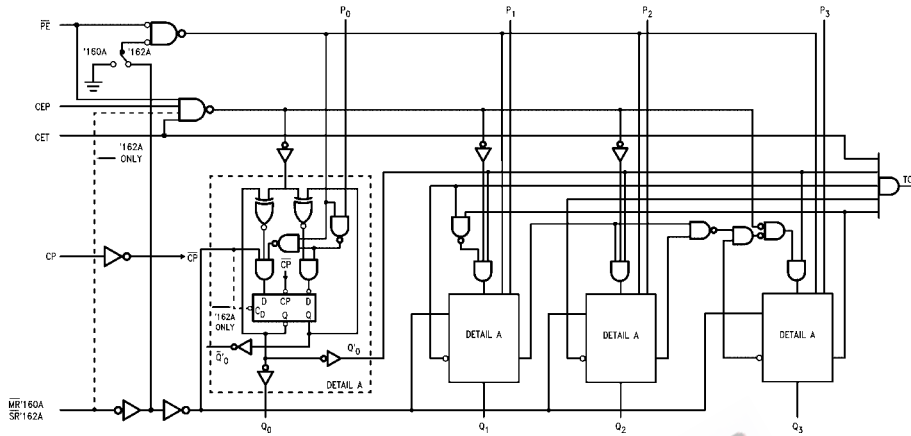 P0
P1
P2
P3
PE
'160A
'162A
CEP
CET
'162A
ONLY
CP
CP
CP
D
CP
D
CD
Q
Q
'162A
ONLY
Q'0
Q'0
DETAIL A
DETAIL A
DETAIL A
DETAIL A
TC
MR'160A
SR'162A
Q0
Q1
Q2
Q3